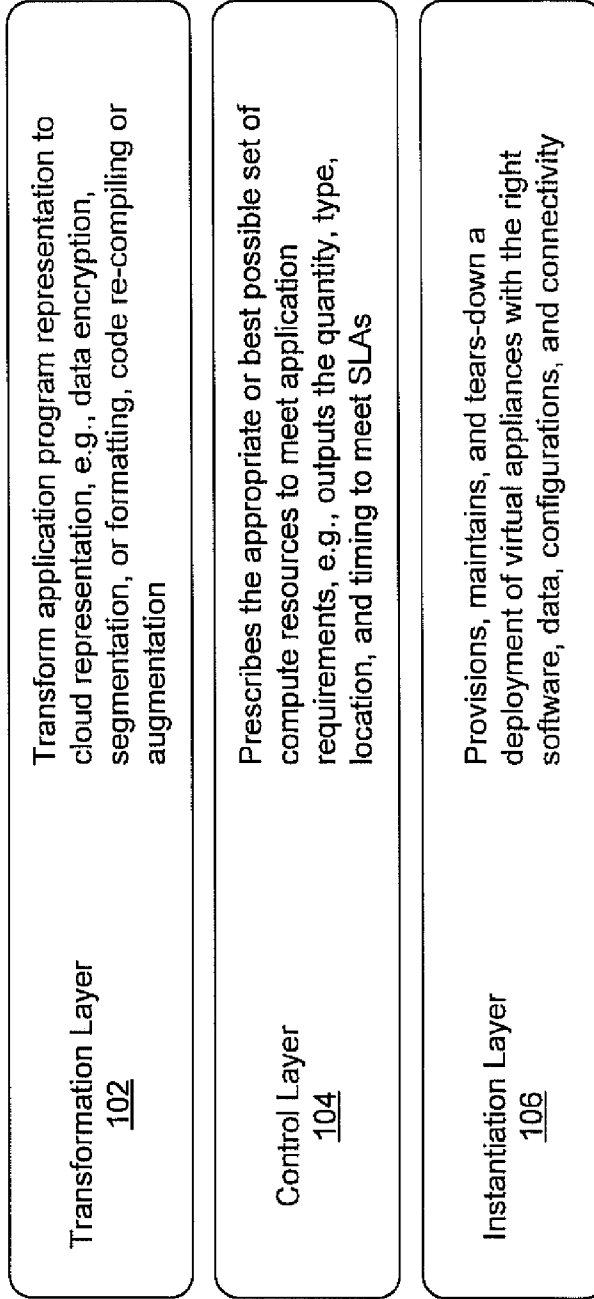 Transformation Layer
102
Transform application program representation to
cloud representation, e.g., data encryption,
segmentation, or formatting, code re-compiling or
augmentation
Control Layer
104
Prescribes the appropriate or best possible set of
compute resources to meet application
requirements, e.g., outputs the quantity, type,
location, and timing to meet SLAs
Instantiation Layer
106
Provisions, maintains, and tears-down a
deployment of virtual appliances with the right
software, data, configurations, and connectivity